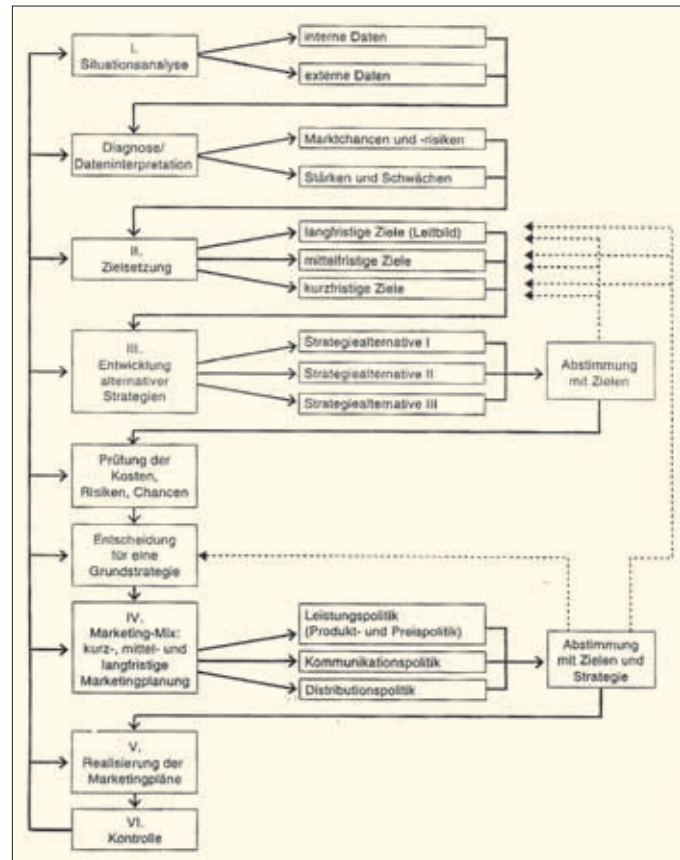 I.
Situationsanalyse
interne Daten
externe Daten
Diagnose/
Dateninterpretation
Marktchancen und -risiken
Stärken und Schwächen
II.
Zielsetzung
langfristige Ziele (Leitbild)
mittelfristige Ziele
kurzfristige Ziele
III.
Entwicklung
alternativer
Strategien
Strategiealternative I
Strategiealternative II
Strategiealternative III
Abstimmung
mit Zielen
Prüfung der
Kosten,
Risiken, Chancen
Entscheidung
für eine
Grundstrategie
IV.
Marketing-Mix:
kurz-, mittel- und
langfristige
Marketingplanung
Leistungspolitik
(Produkt- und Preispolitik)
Kommunikationspolitik
Distributionspolitik
Abstimmung
mit Zielen und
Strategie
V.
Realisierung der
Marketingpläne
VI.
Kontrolle